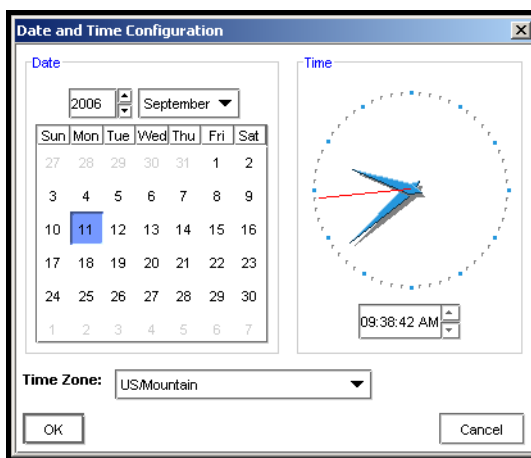 Date and Time Configuration
Date
2006 September
Sun Mon Tue Wed Thu Fri Sat
27 28 29 30 31 1 2
3 4 5 6 7 8 9
10 11 12 13 14 15 16
17 18 19 20 21 22 23
24 25 26 27 28 29 30
1 2 3 4 5 6 7
Time
09:38:42 AM
Time Zone: US/Mountain
OK Cancel